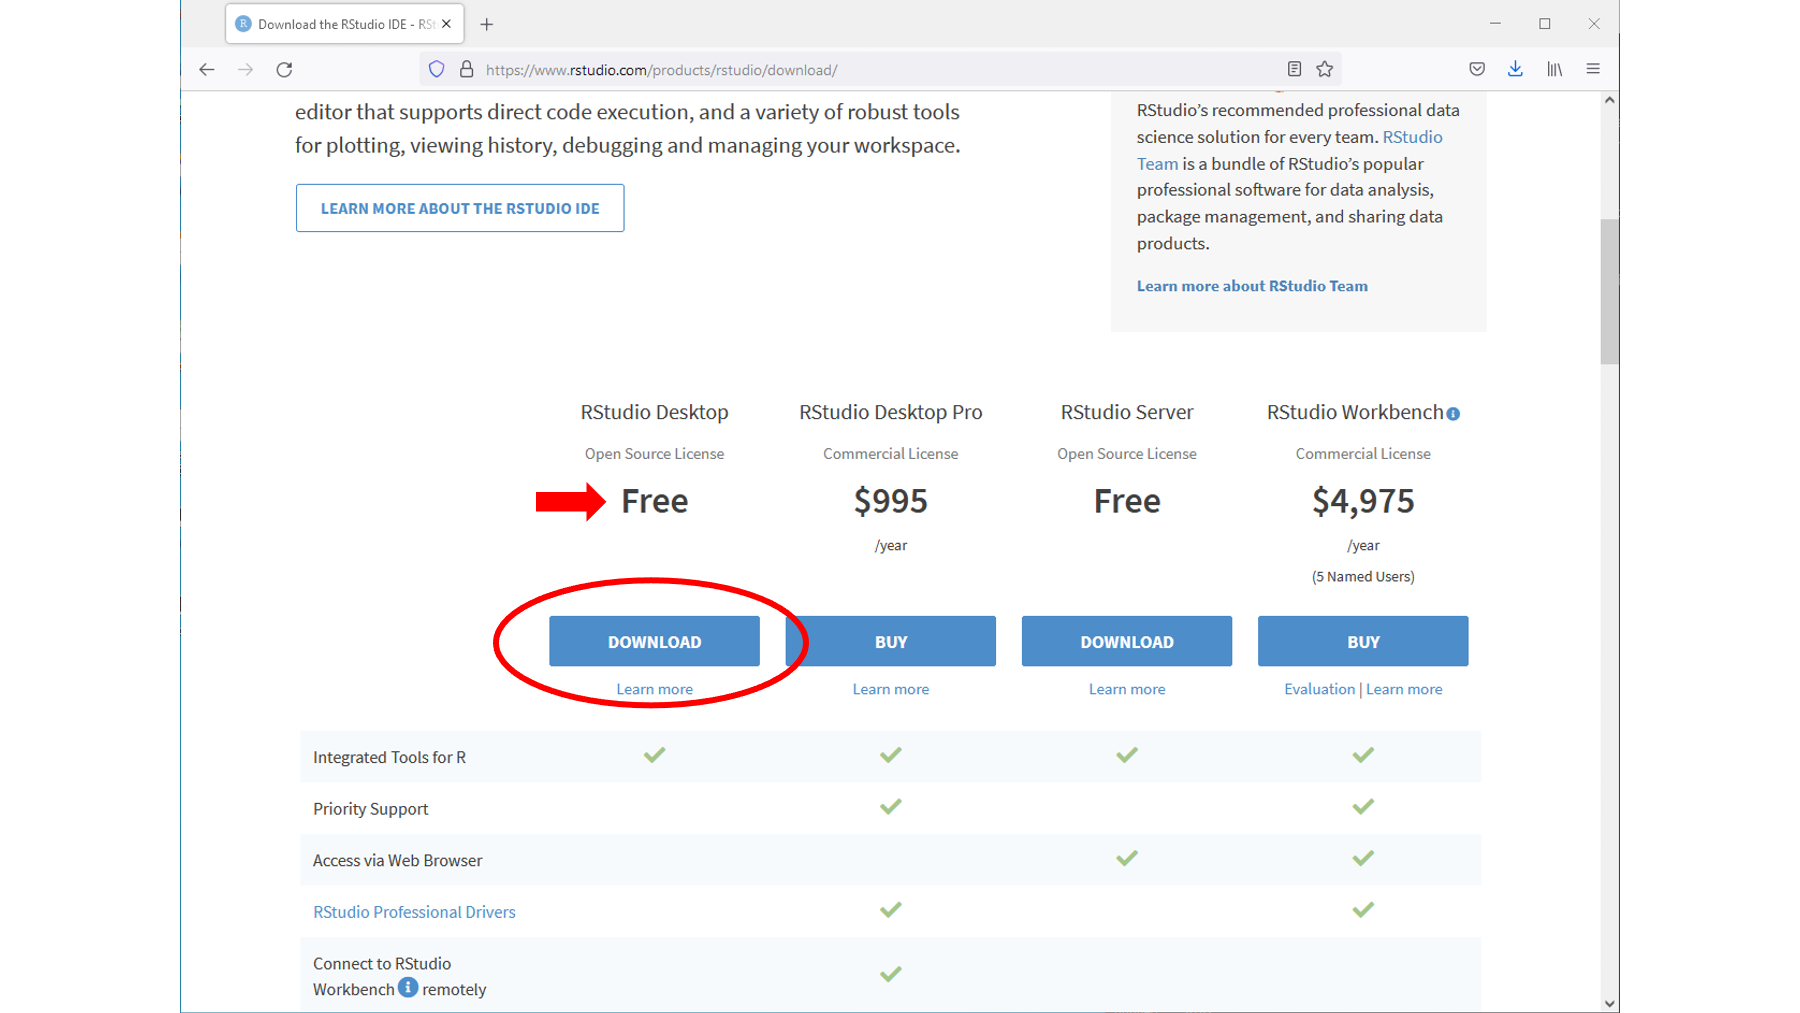 Download the RStudio IDE - RSt
https://www.rstudio.com/products/rstudio/download/
editor that supports direct code execution, and a variety of robust tools
for plotting, viewing history, debugging and managing your workspace.
LEARN MORE ABOUT THE RSTUDIO IDE
RStudio’s recommended professional data
science solution for every team. RStudio
Team is a bundle of RStudio’s popular
professional software for data analysis,
package management, and sharing data
products.
Learn more about RStudio Team
RStudio Desktop RStudio Desktop Pro RStudio Server RStudio Workbench
Open Source License Commercial License Open Source License Commercial License
Free $995 Free $4,975
/year /year
(5 Named Users)
DOWNLOAD BUY DOWNLOAD BUY
Learn more Learn more Learn more Evaluation | Learn more
Integrated Tools for R
Priority Support
Access via Web Browser
RStudio Professional Drivers
Connect to RStudio
Workbench remotely